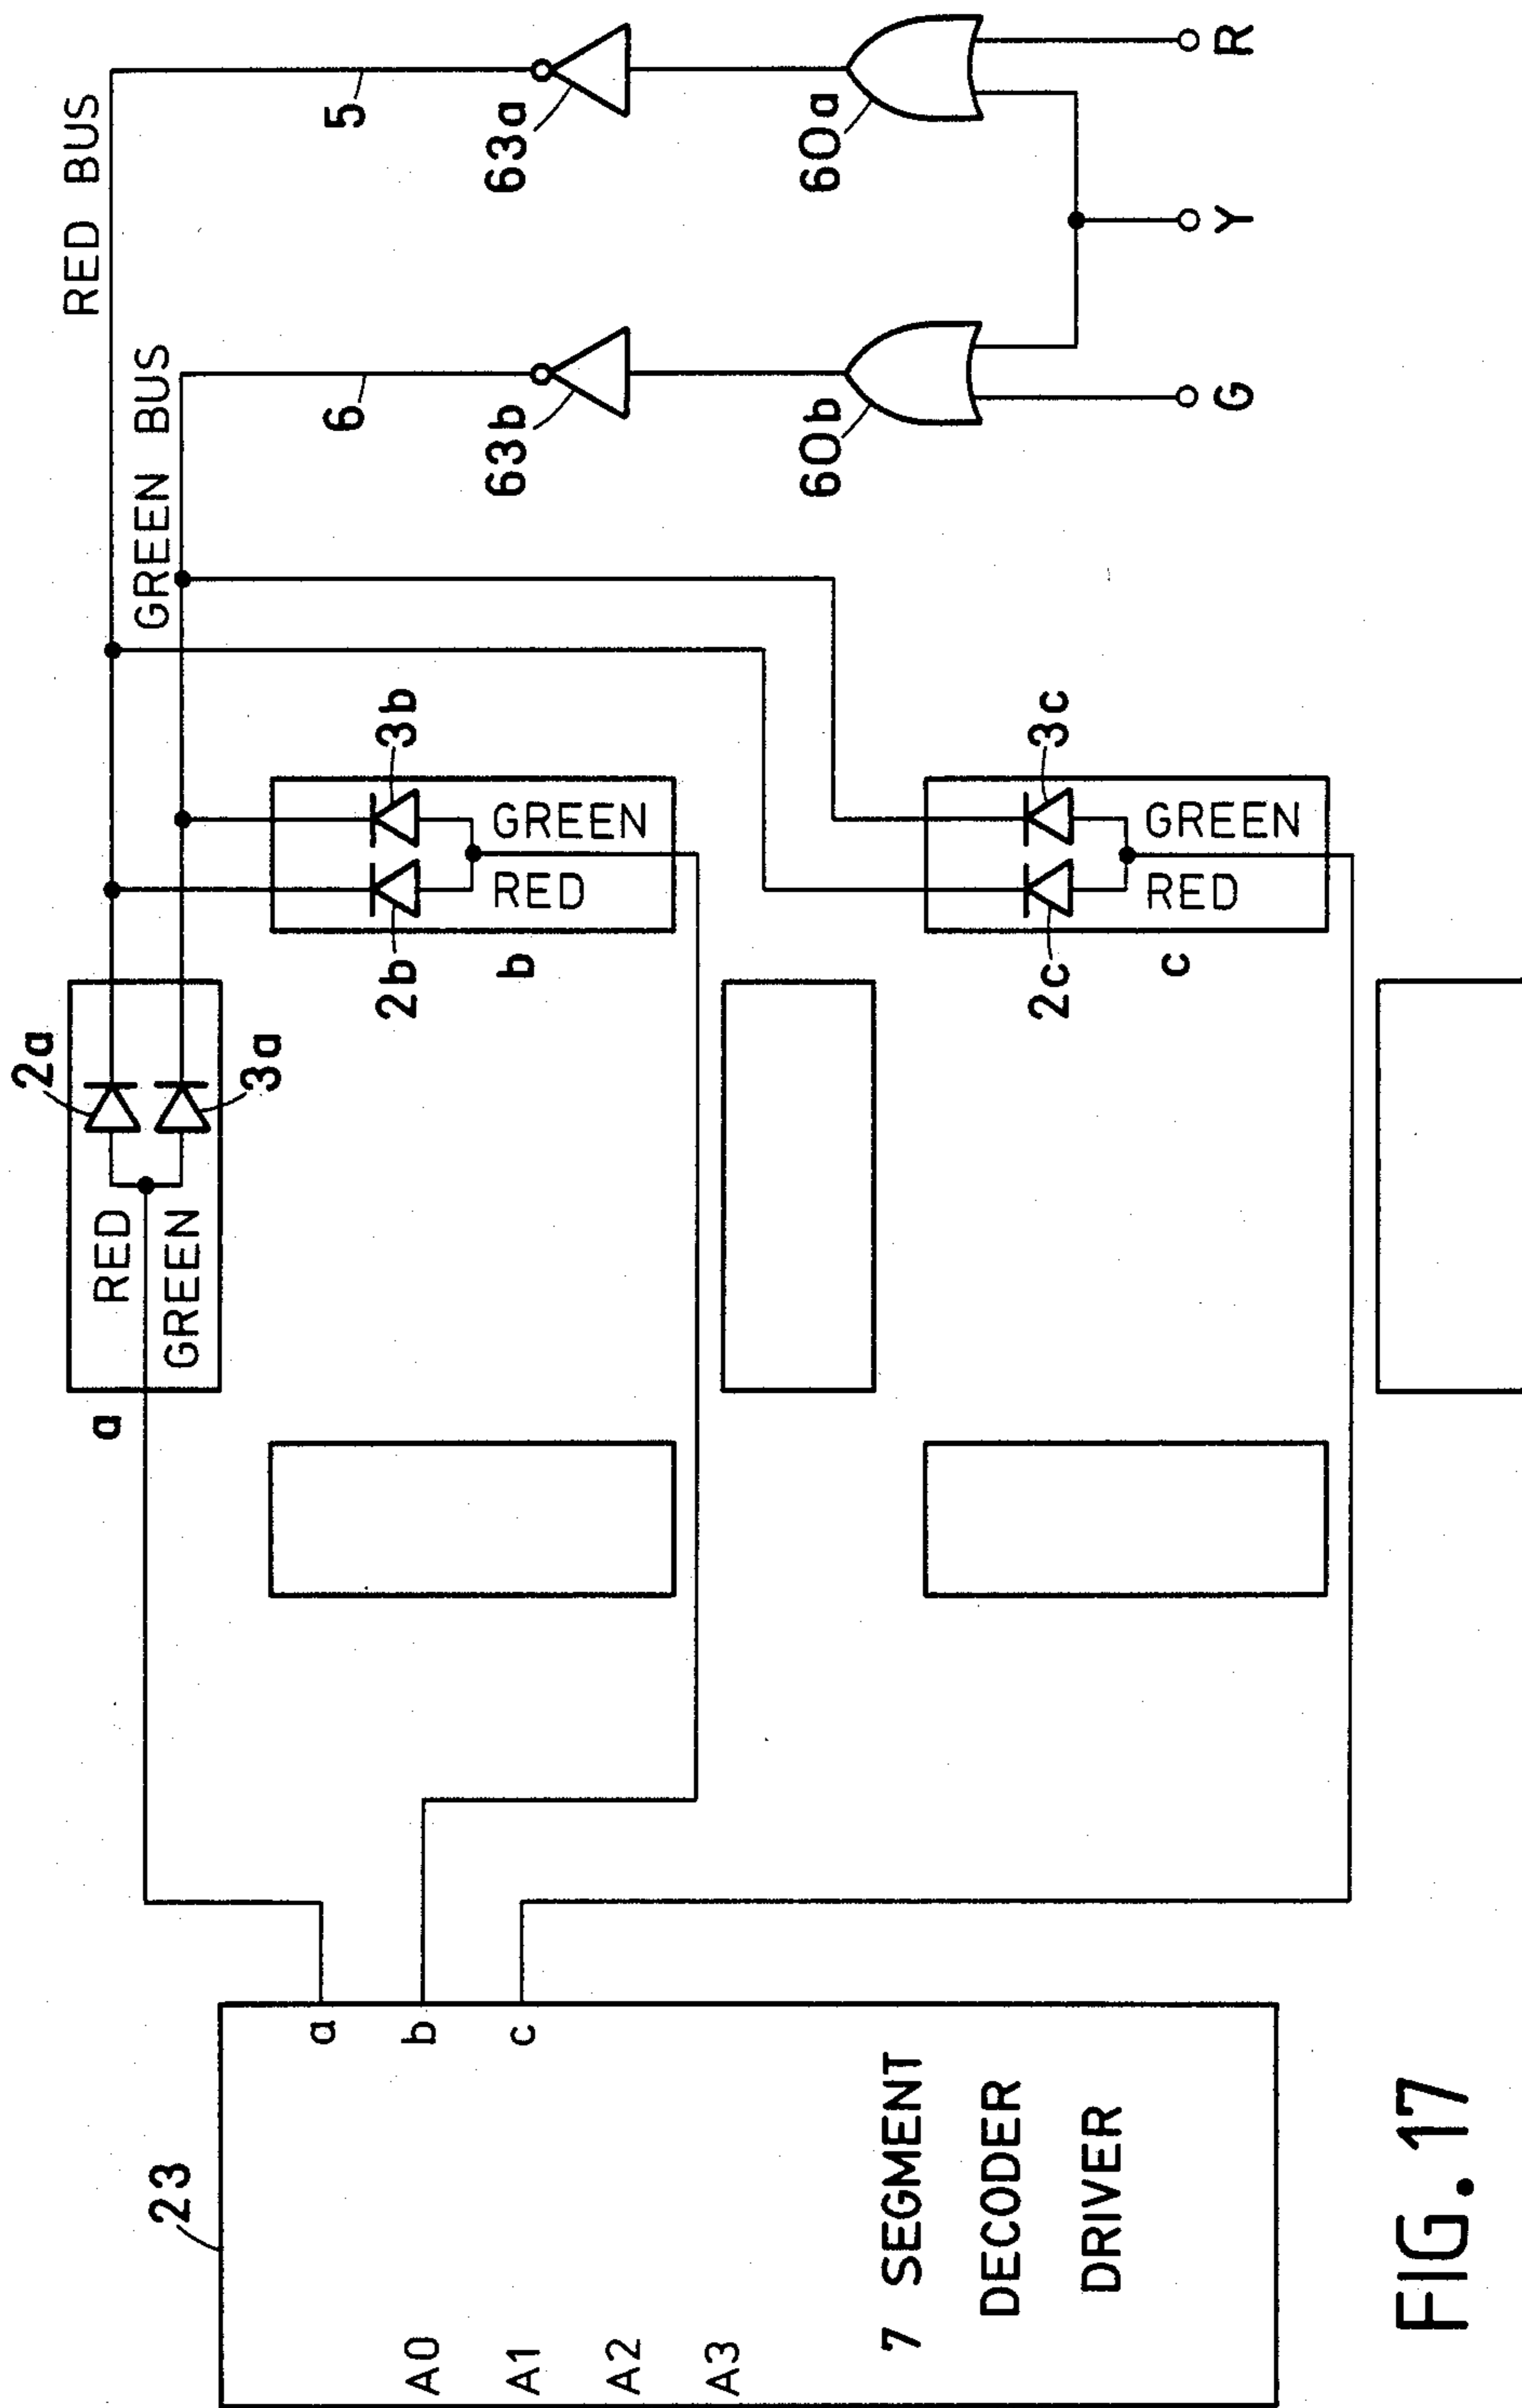 23
7 SEGMENT
DECODER
DRIVER
A0
A1
A2
A3
a
b
c
a
RED
GREEN
2a
3a
2b
3b
RED
GREEN
b
2c
3c
RED
GREEN
c
RED BUS
GREEN BUS
5
6
63a
63b
60a
60b
G
Y
R
FIG. 17